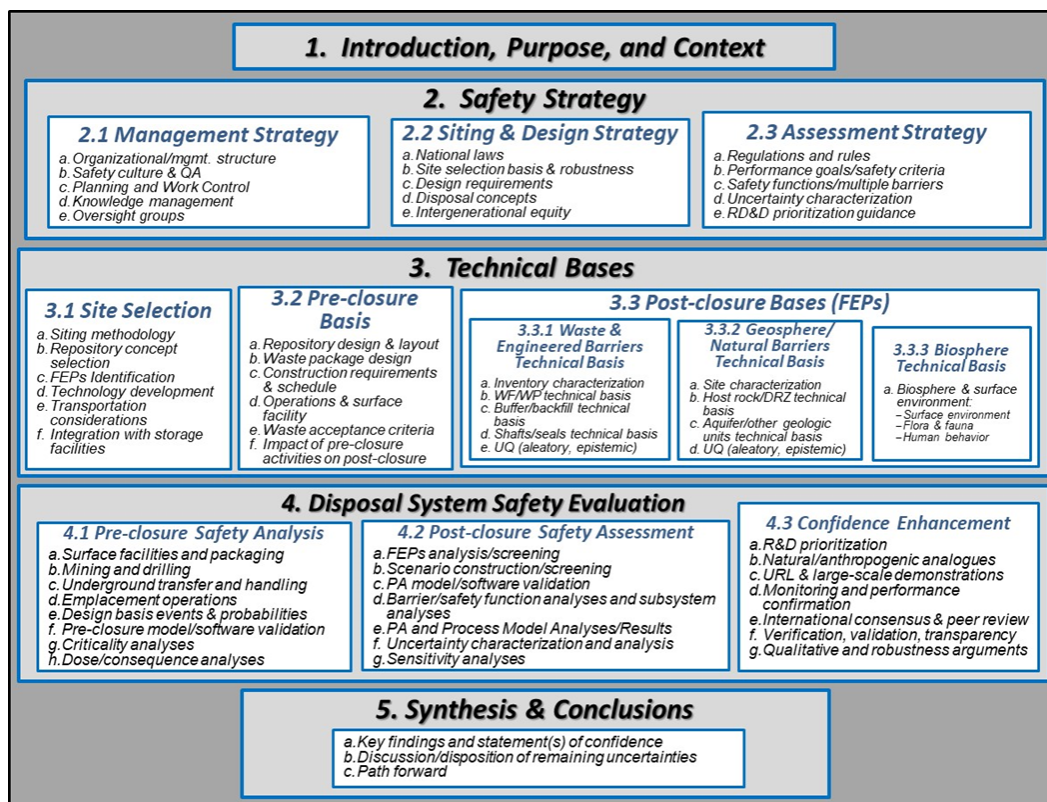 1. Introduction, Purpose, and Context
2. Safety Strategy
2.1 Management Strategy
a. Organizational/mgmt. structure
b. Safety culture & QA
c. Planning and Work Control
d. Knowledge management
e. Oversight groups
2.2 Siting & Design Strategy
a. National laws
b. Site selection basis & robustness
c. Design requirements
d. Disposal concepts
e. Intergenerational equity
2.3 Assessment Strategy
a. Regulations and rules
b. Performance goals/safety criteria
c. Safety functions/multiple barriers
d. Uncertainty characterization
e. RD&D prioritization guidance
3. Technical Bases
3.1 Site Selection
a. Siting methodology
b. Repository concept
selection
c. FEPs Identification
d. Technology development
e. Transportation
considerations
f. Integration with storage
facilities
3.2 Pre-closure
Basis
a. Repository design & layout
b. Waste package design
c. Construction requirements
& schedule
d. Operations & surface
facility
e. Waste acceptance criteria
f. Impact of pre-closure
activities on post-closure
3.3 Post-closure Bases (FEPs)
3.3.1 Waste &
Engineered Barriers
Technical Basis
a. Inventory characterization
b. WF/WP technical basis
c. Buffer/backfill technical
basis
d. Shafts/seals technical basis
e. UQ (aleatory, epistemic)
3.3.2 Geosphere/
Natural Barriers
Technical Basis
a. Site characterization
b. Host rock/DRZ technical
basis
c. Aquifer/other geologic
units technical basis
d. UQ (aleatory, epistemic)
3.3.3 Biosphere
Technical Basis
a. Biosphere & surface
environment:
– Surface environment
– Flora & fauna
– Human behavior
4. Disposal System Safety Evaluation
4.1 Pre-closure Safety Analysis
a. Surface facilities and packaging
b. Mining and drilling
c. Underground transfer and handling
d. Emplacement operations
e. Design basis events & probabilities
f. Pre-closure model/software validation
g. Criticality analyses
h. Dose/consequence analyses
4.2 Post-closure Safety Assessment
a. FEPs analysis/screening
b. Scenario construction/screening
c. PA model/software validation
d. Barrier/safety function analyses and subsystem
analyses
e. PA and Process Model Analyses/Results
f. Uncertainty characterization and analysis
g. Sensitivity analyses
4.3 Confidence Enhancement
a. R&D prioritization
b. Natural/anthropogenic analogues
c. URL & large-scale demonstrations
d. Monitoring and performance
confirmation
e. International consensus & peer review
f. Verification, validation, transparency
g. Qualitative and robustness arguments
5. Synthesis & Conclusions
a. Key findings and statement(s) of confidence
b. Discussion/disposition of remaining uncertainties
c. Path forward